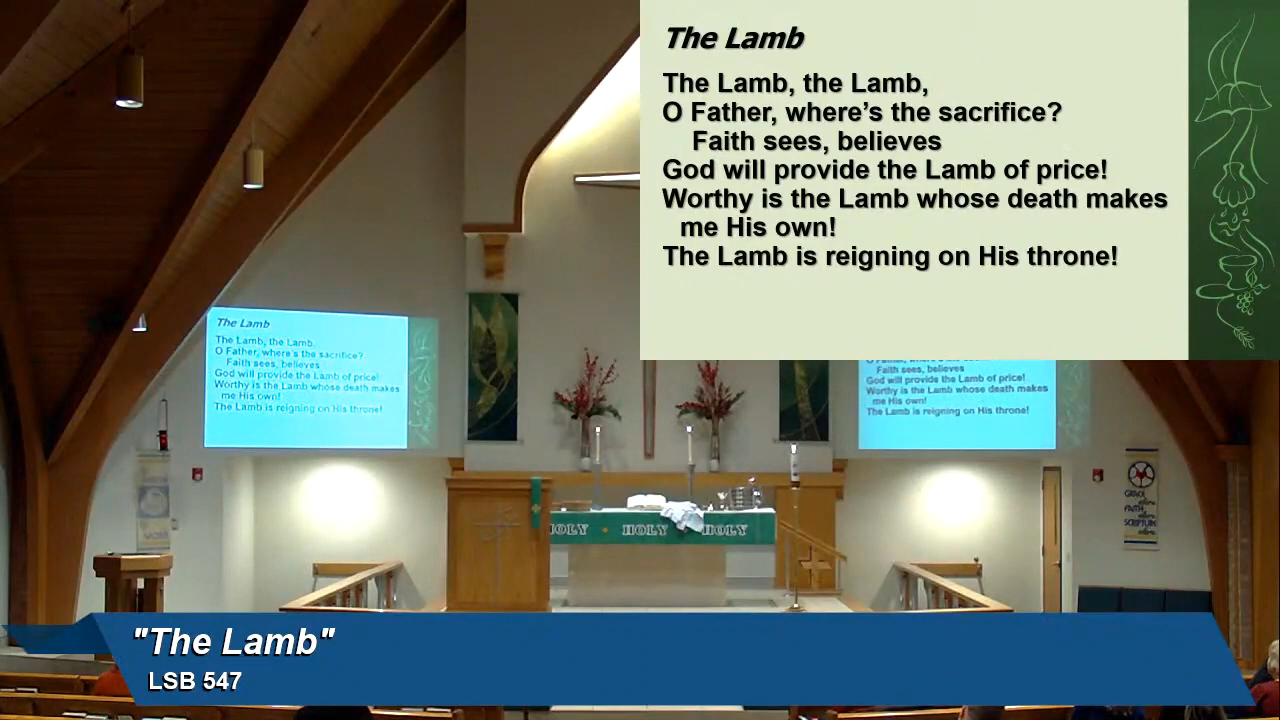 The Lamb
The Lamb, the Lamb,
O Father, where's the sacrifice?
Faith sees, believes
God will provide the Lamb of price!
Worthy is the Lamb whose death makes
me His own!
The Lamb is reigning on His throne!
The Lamb
The Lamb, the Lamb,
O Father, where's the sacrifice?
Faith sees, believes
God will provide the Lamb of price!
Worthy is the Lamb whose death makes
me His own!
The Lamb is reigning on His throne!
Faith sees, believes
God will provide the Lamb of price!
Worthy is the Lamb whose death makes
me His own!
The Lamb is reigning on His throne!
GRACE
alone
FAITH
alone
SCRIPTURE
alone
HOLY HOLY HOLY
"The Lamb"
LSB 547